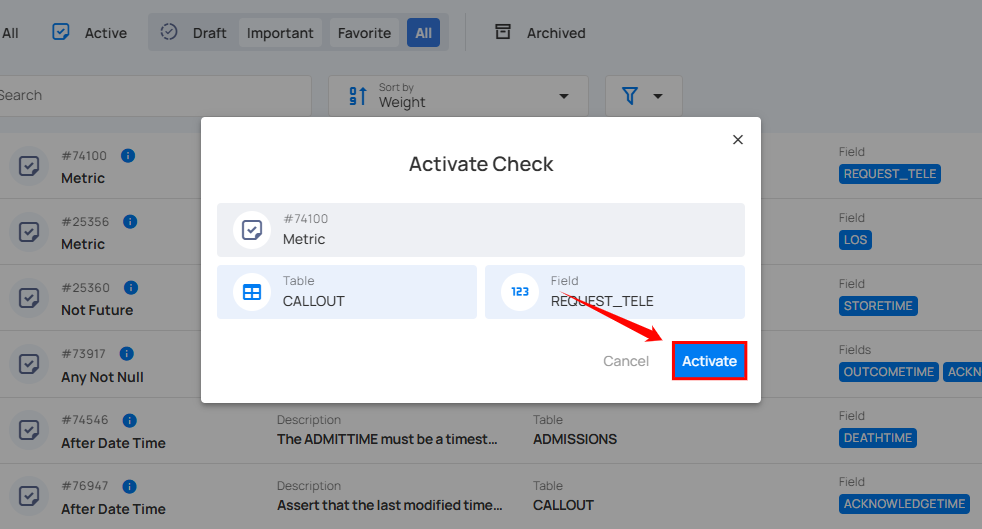 All
Active
Draft
Important
Favorite
All
Archived
Search
Sort by
Weight
Activate Check
#74100
Metric
Table
CALLOUT
123
Field
REQUEST_TELE
Cancel
Activate
#74100
Metric
Field
REQUEST_TELE
#25356
Metric
Field
LOS
#25360
Not Future
Field
STORETIME
#73917
Any Not Null
Fields
OUTCOMETIME
ACKN
#74546
After Date Time
Description
The ADMITTIME must be a timest...
Table
ADMISSIONS
Field
DEATHTIME
#76947
After Date Time
Description
Assert that the last modified time...
Table
CALLOUT
Field
ACKNOWLEDGETIME